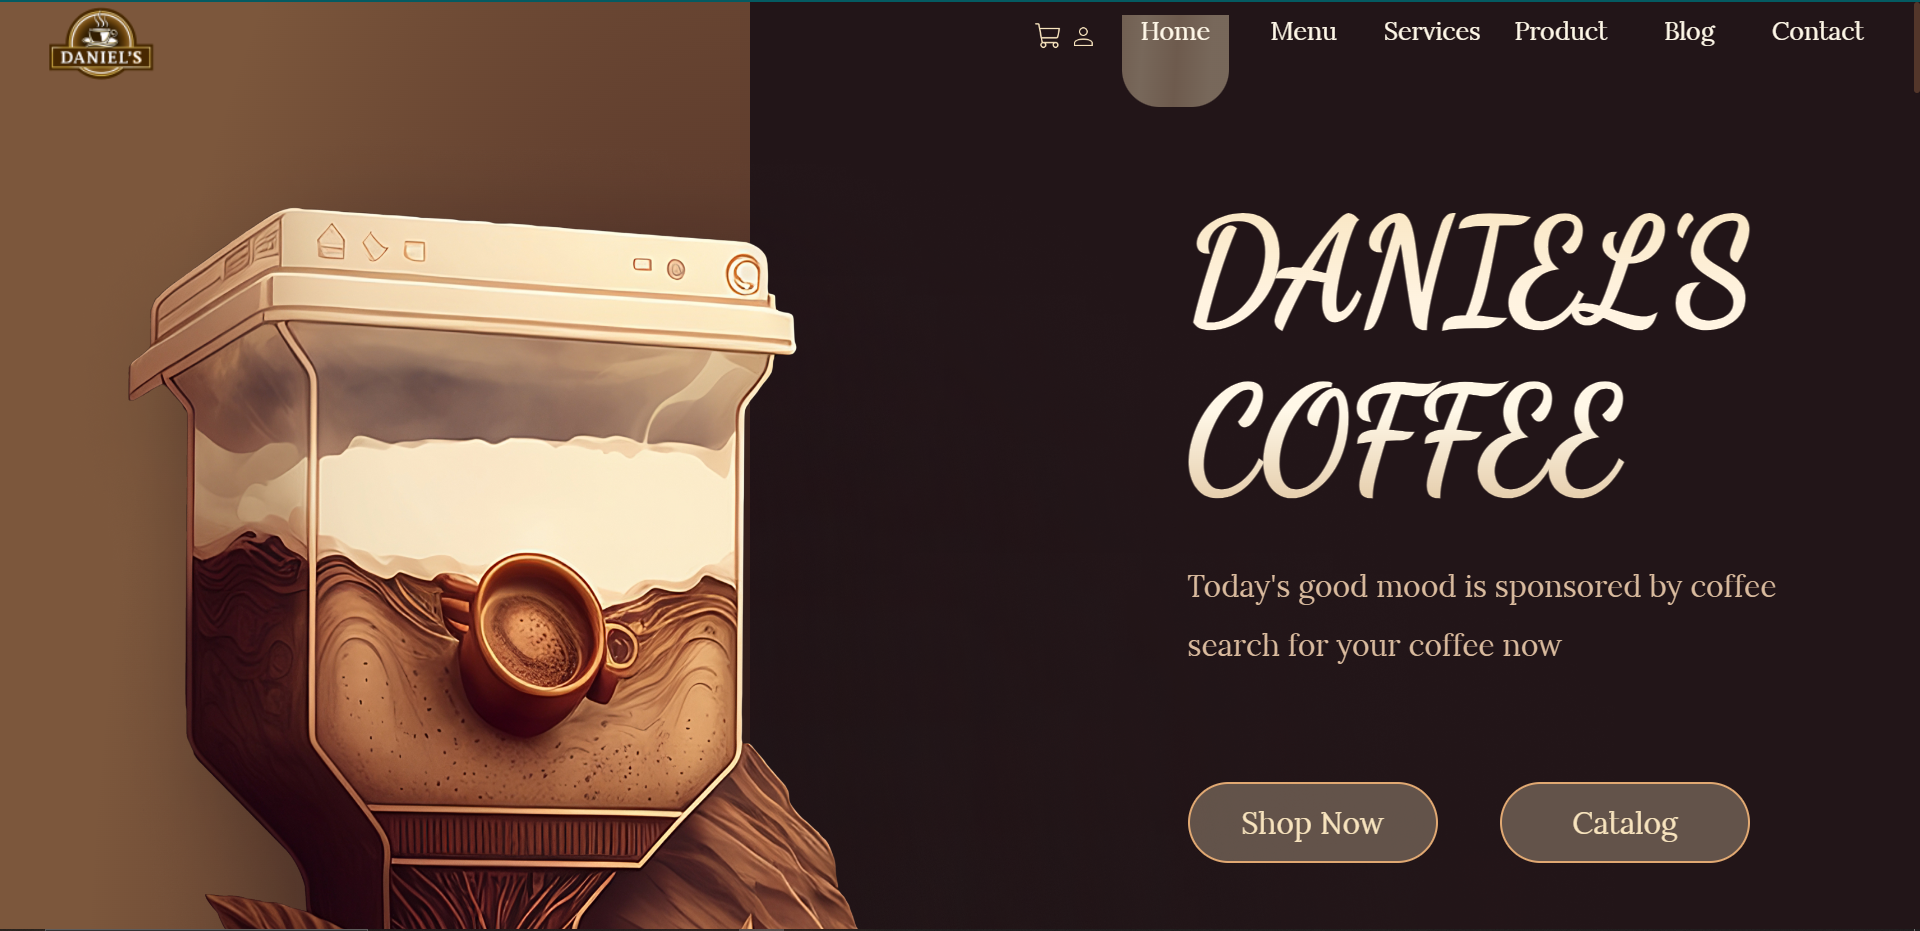 DANIEL'S
Home Menu Services Product Blog Contact
DANIEL'S
COFFEE
Today's good mood is sponsored by coffee
search for your coffee now
Shop Now Catalog